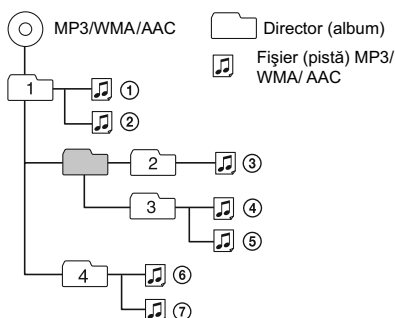 MP3/WMA/AAC
Director (album)
Fişier (pistă) MP3/
WMA/ AAC
1
①
②
2
③
3
④
⑤
4
⑥
⑦